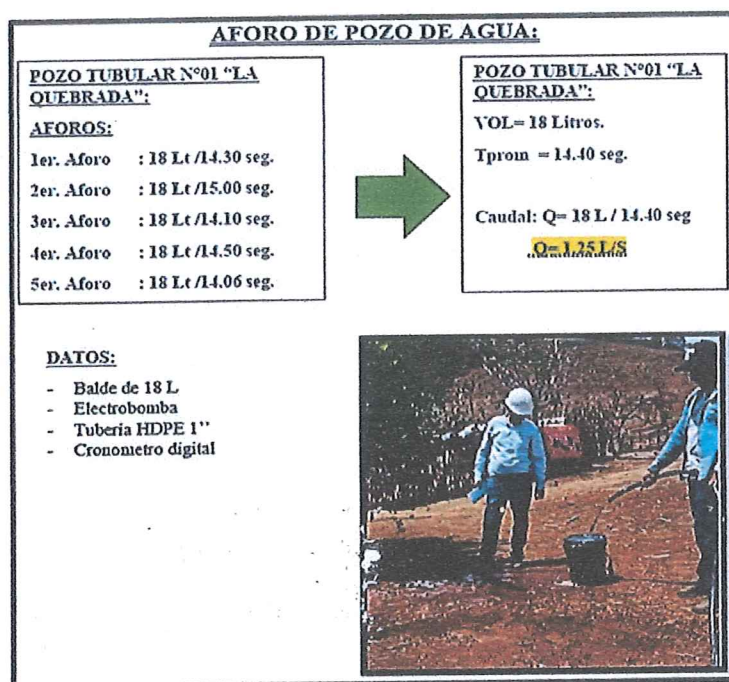 AFORO DE POZO DE AGUA:
POZO TUBULAR N°01 “LA
QUEBRADA”:
AFOROS:
1er. Aforo : 18 Lt /14.30 seg.
2er. Aforo : 18 Lt /15.00 seg.
3er. Aforo : 18 Lt /14.10 seg.
4er. Aforo : 18 Lt /14.50 seg.
5er. Aforo : 18 Lt /14.06 seg.
POZO TUBULAR N°01 “LA
QUEBRADA”:
VOL= 18 Litros.
Tprom = 14.40 seg.
Caudal: Q= 18 L / 14.40 seg
Q= 1.25 L/S
DATOS:
- Balde de 18 L
- Electrobomba
- Tubería HDPE 1’’
- Cronometro digital